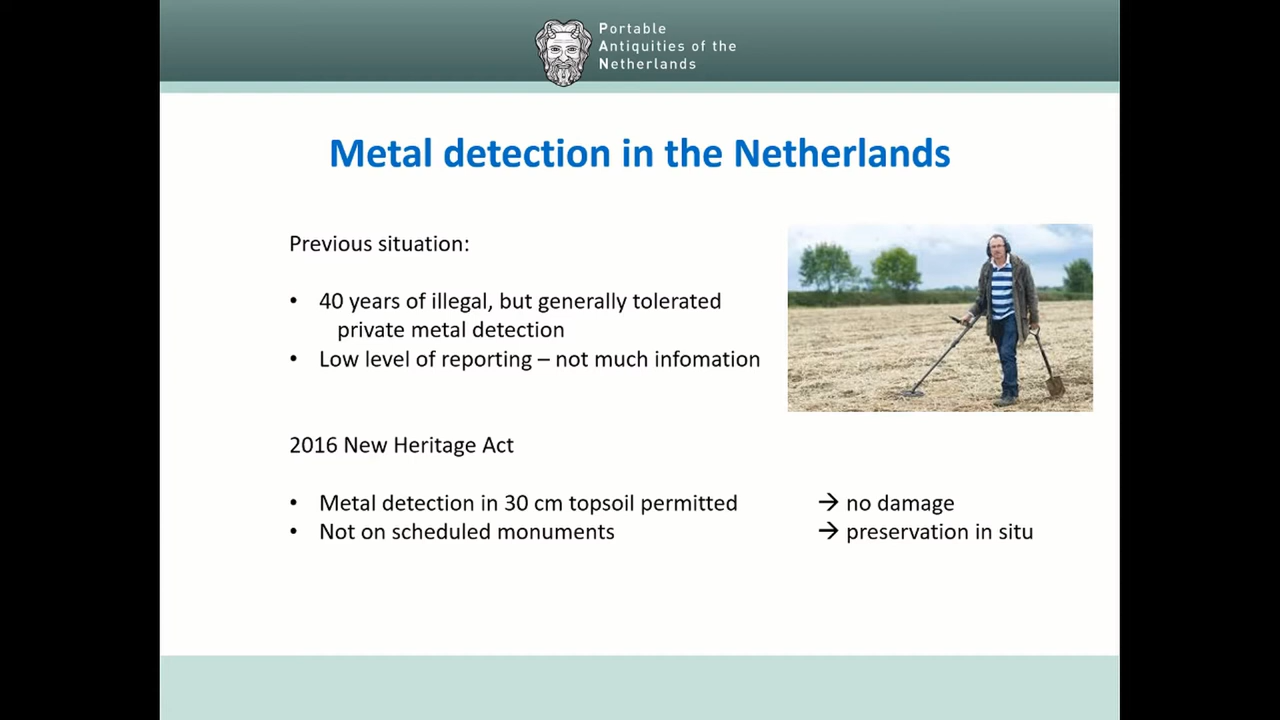 Portable
Antiquities of the
Netherlands
Metal detection in the Netherlands
Previous situation:
• 40 years of illegal, but generally tolerated
private metal detection
• Low level of reporting – not much infomation
2016 New Heritage Act
• Metal detection in 30 cm topsoil permitted → no damage
• Not on scheduled monuments → preservation in situ